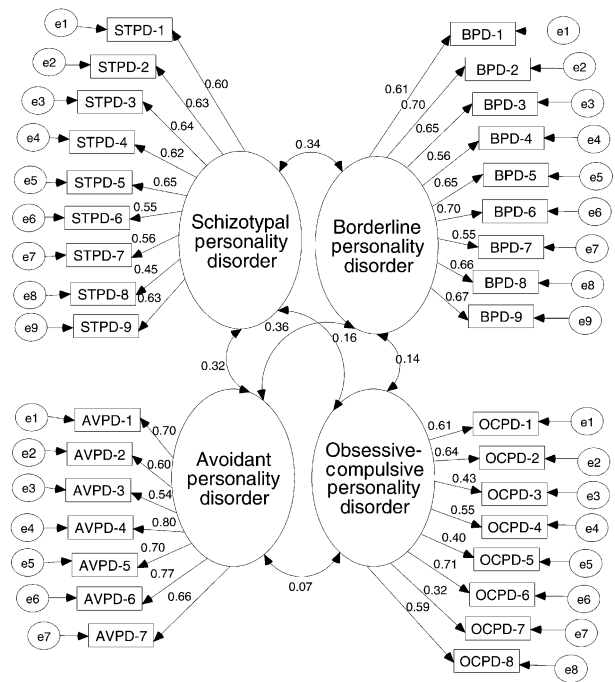 e1
STPD-1
e2
STPD-2
e3
STPD-3
e4
STPD-4
e5
STPD-5
e6
STPD-6
e7
STPD-7
e8
STPD-8
e9
STPD-9
0.60
0.63
0.64
0.62
0.65
0.55
0.56
0.45
0.63
Schizotypal
personality
disorder
0.34
Borderline
personality
disorder
0.61
0.70
0.65
0.56
0.65
0.70
0.55
0.66
0.67
BPD-1
e1
BPD-2
e2
BPD-3
e3
BPD-4
e4
BPD-5
e5
BPD-6
e6
BPD-7
e7
BPD-8
e8
BPD-9
e9
0.36
0.16
0.32
0.14
e1
AVPD-1
e2
AVPD-2
e3
AVPD-3
e4
AVPD-4
e5
AVPD-5
e6
AVPD-6
e7
AVPD-7
0.70
0.60
0.54
0.80
0.70
0.77
0.66
Avoidant
personality
disorder
0.07
Obsessive-
compulsive
personality
disorder
0.61
0.64
0.43
0.55
0.40
0.71
0.32
0.59
OCPD-1
e1
OCPD-2
e2
OCPD-3
e3
OCPD-4
e4
OCPD-5
e5
OCPD-6
e6
OCPD-7
e7
OCPD-8
e8